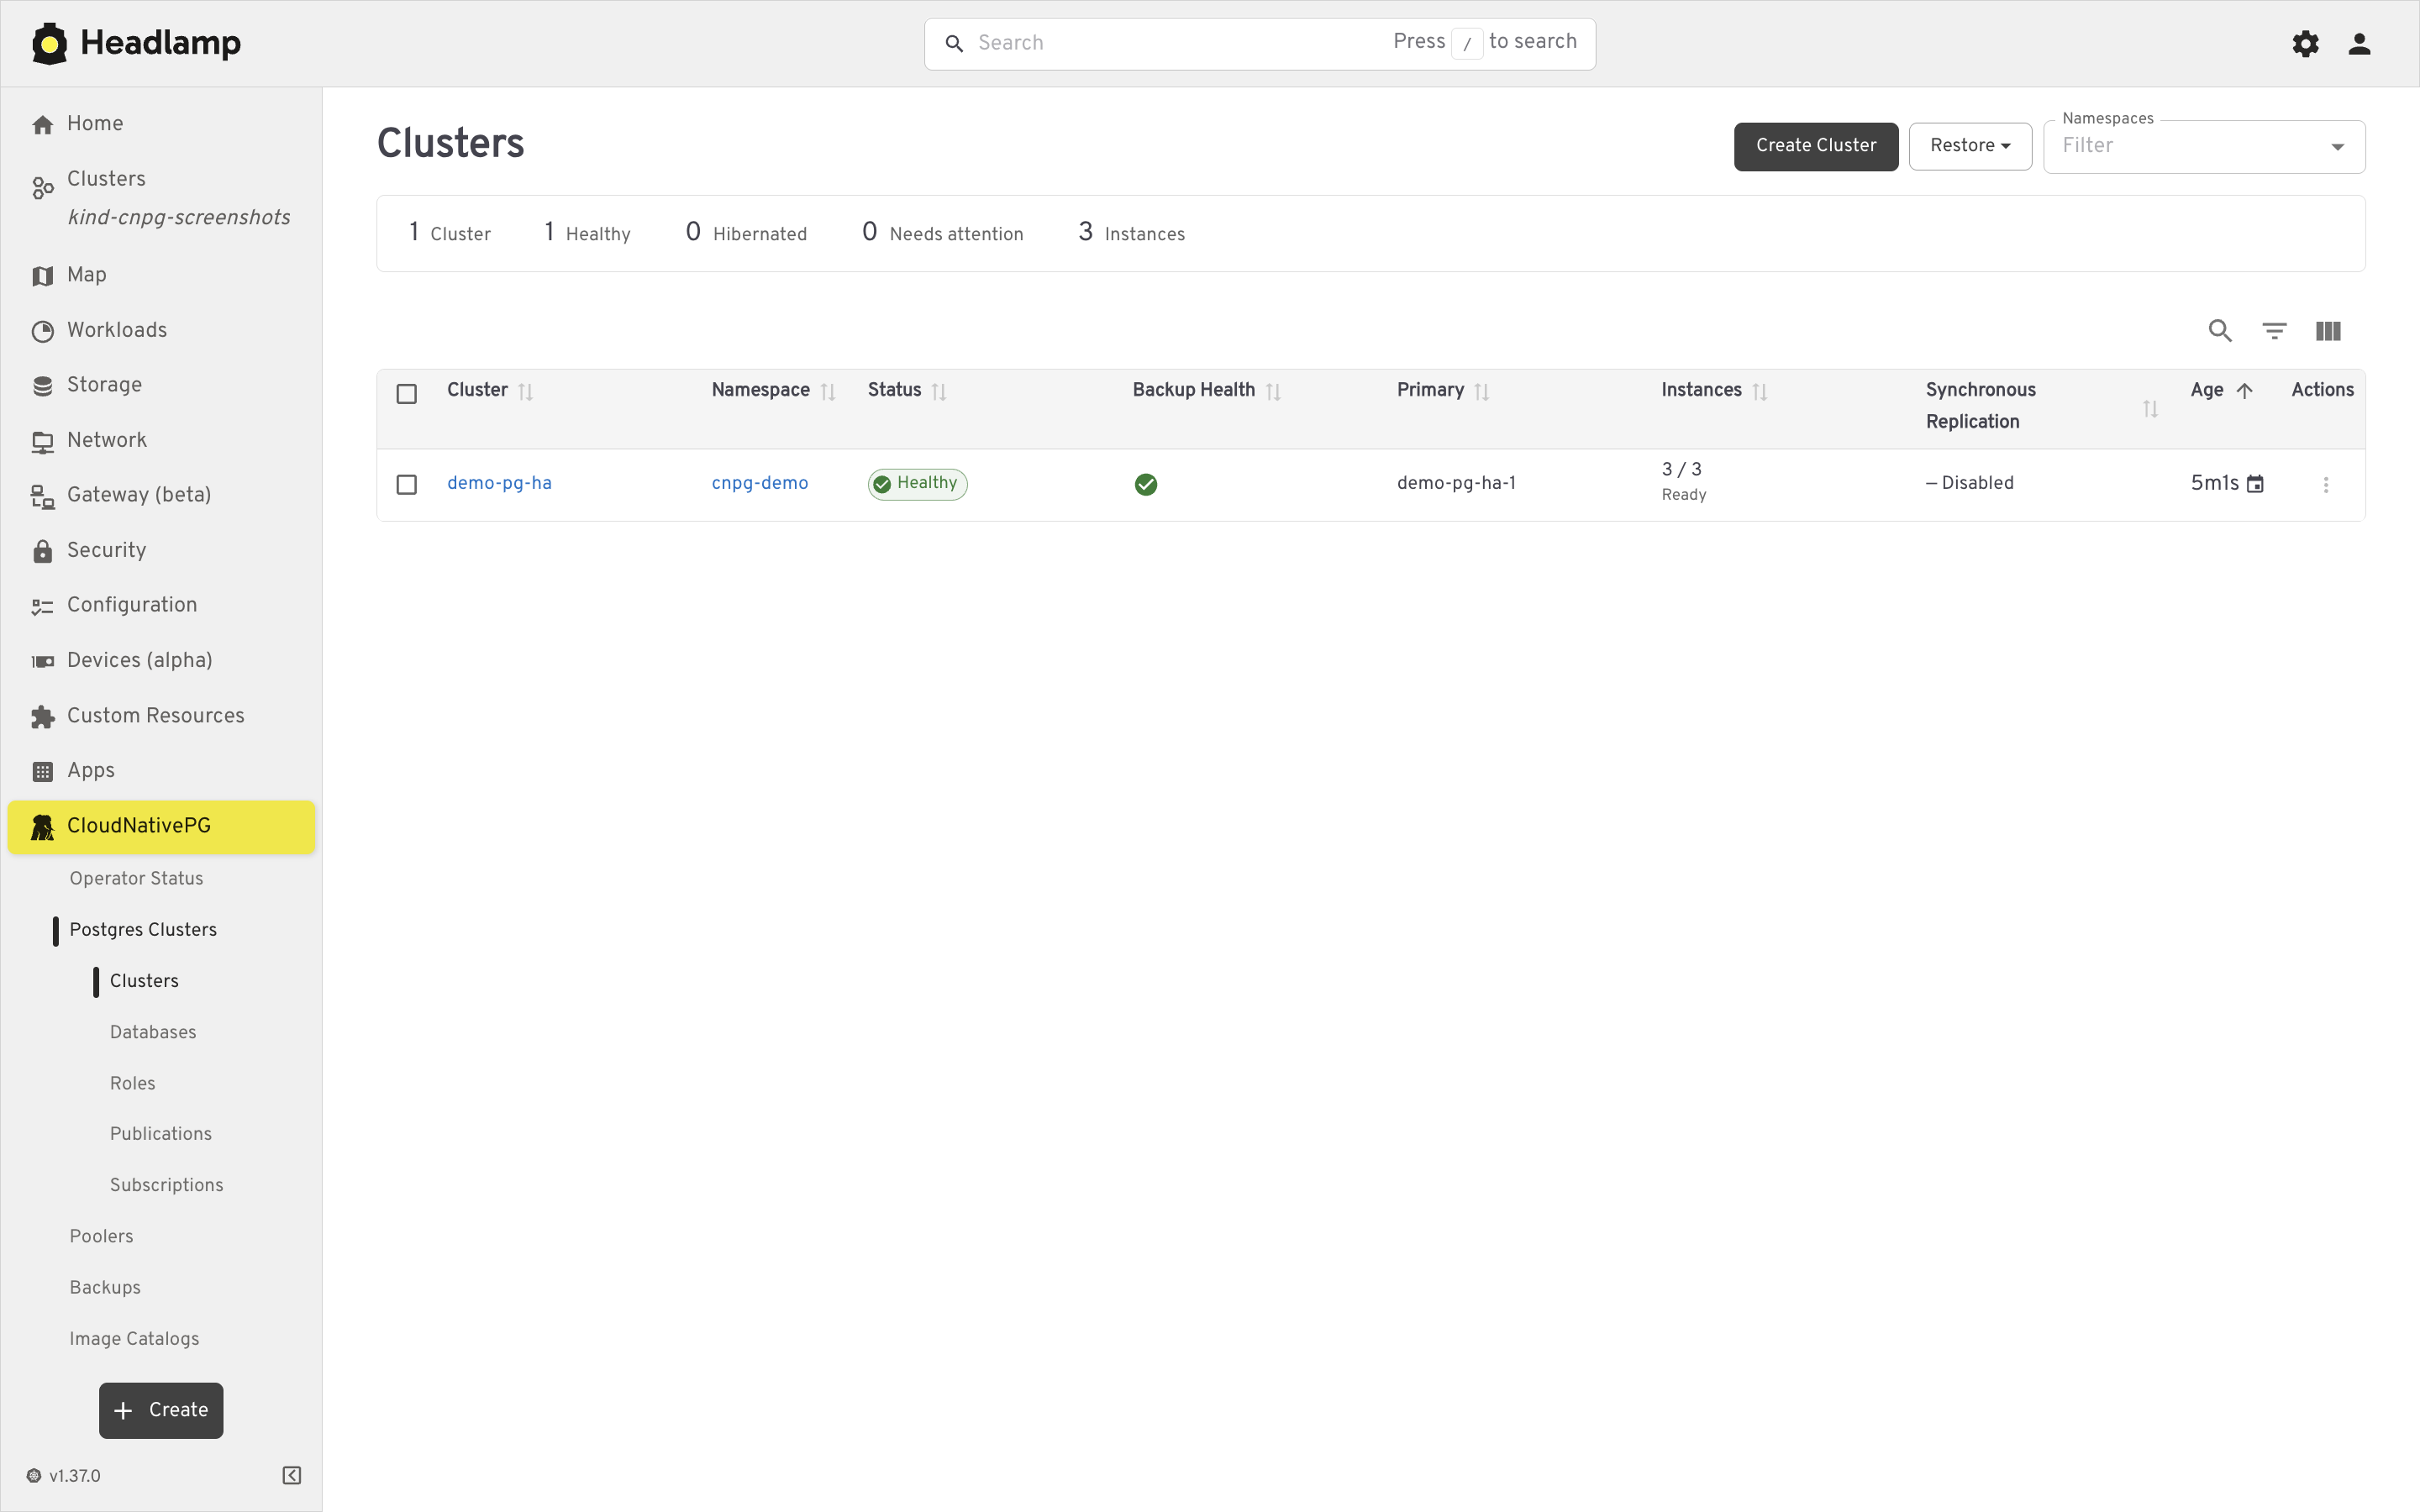 Headlamp
Search
Press / to search
Home
Clusters
kind-cnpg-screenshots
Map
Workloads
Storage
Network
Gateway (beta)
Security
Configuration
Devices (alpha)
Custom Resources
Apps
CloudNativePG
Operator Status
Postgres Clusters
Clusters
Databases
Roles
Publications
Subscriptions
Poolers
Backups
Image Catalogs
+ Create
v1.37.0
Clusters
Create Cluster
Restore
Namespaces
Filter
1 Cluster 1 Healthy 0 Hibernated 0 Needs attention 3 Instances
Cluster Namespace Status Backup Health Primary Instances Synchronous Replication Age Actions
demo-pg-ha cnpg-demo Healthy demo-pg-ha-1 3 / 3 Ready – Disabled 5m1s